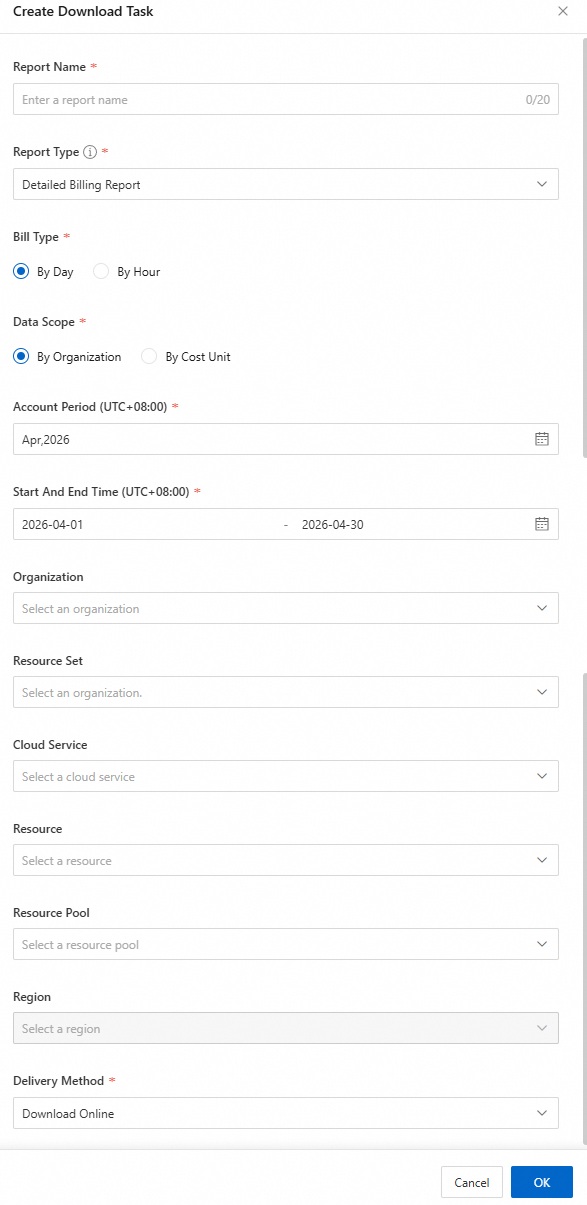 Create Download Task
Report Name *
Enter a report name 0/20
Report Type *
Detailed Billing Report
Bill Type *
By Day By Hour
Data Scope *
By Organization By Cost Unit
Account Period (UTC+08:00) *
Apr,2026
Start And End Time (UTC+08:00) *
2026-04-01 - 2026-04-30
Organization
Select an organization
Resource Set
Select an organization.
Cloud Service
Select a cloud service
Resource
Select a resource
Resource Pool
Select a resource pool
Region
Select a region
Delivery Method *
Download Online
Cancel OK